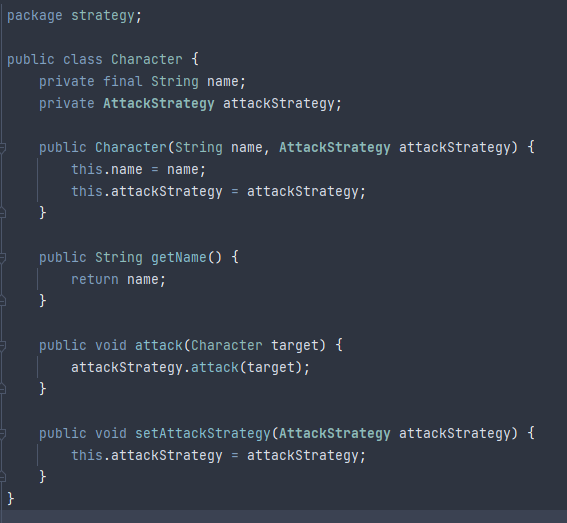 package strategy;
public class Character {
    private final String name;
    private AttackStrategy attackStrategy;
    public Character(String name, AttackStrategy attackStrategy) {
        this.name = name;
        this.attackStrategy = attackStrategy;
    }
    public String getName() {
        return name;
    }
    public void attack(Character target) {
        attackStrategy.attack(target);
    }
    public void setAttackStrategy(AttackStrategy attackStrategy) {
        this.attackStrategy = attackStrategy;
    }
}